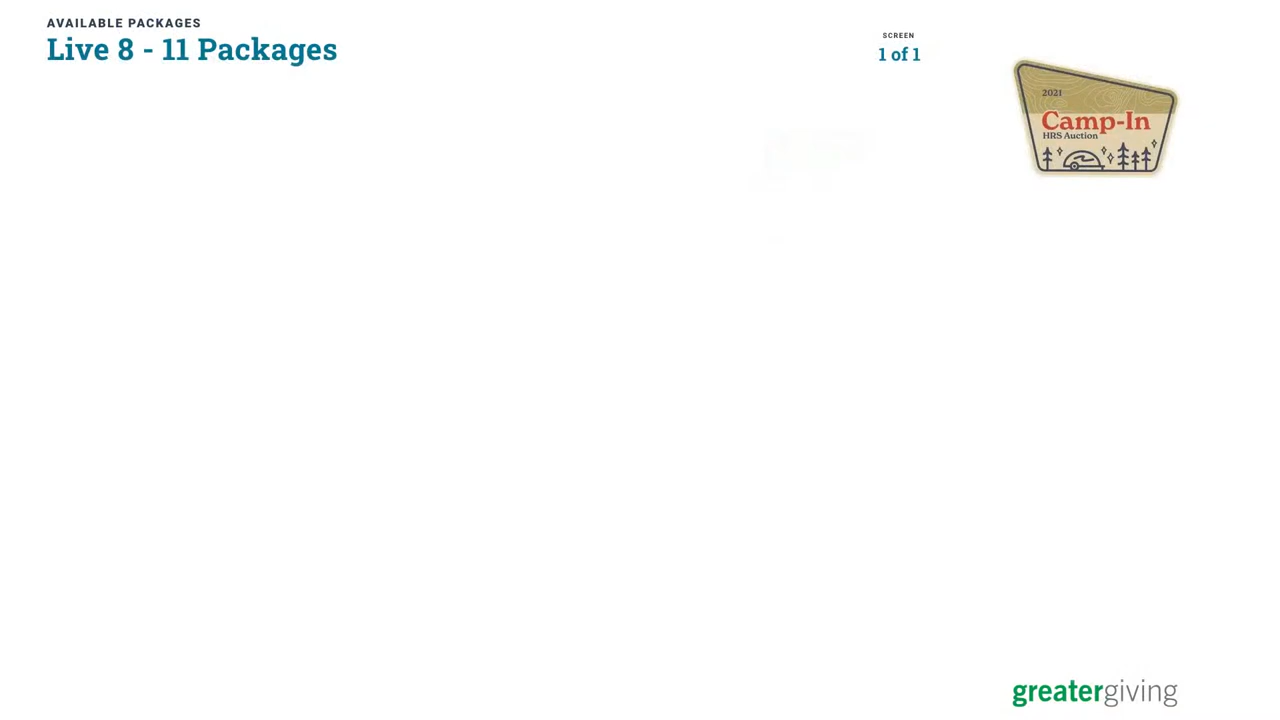 AVAILABLE PACKAGES
Live 8 - 11 Packages
SCREEN
1 of 1
2021
Camp-In
HRS Auction
greatergiving